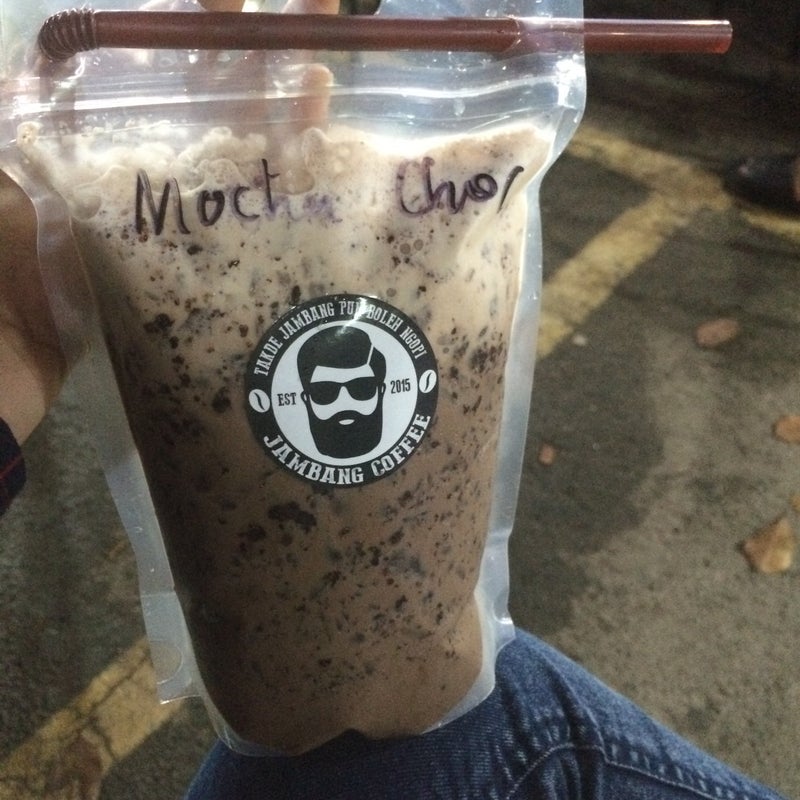 Mocha Choc
TAKDE JAMBANG PUN BOLEH NGOPI
EST 2015
JAMBANG COFFEE